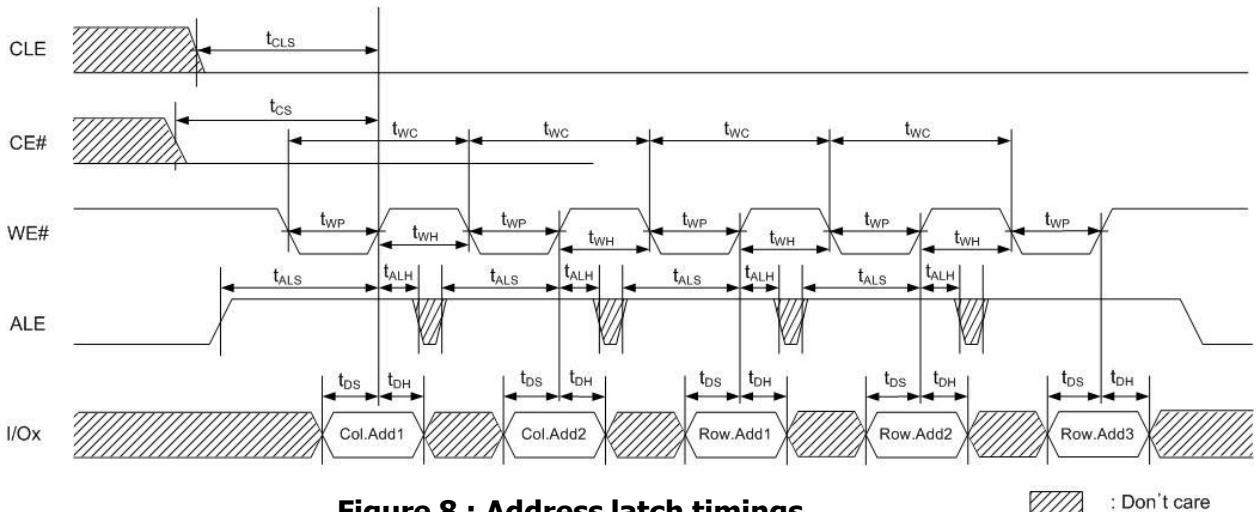 CLE
tCLS
tCS
CE#
tWC tWC tWC tWC
WE#
tWP tWP tWP tWP tWP
tWH tWH tWH tWH
tALS tALH tALS tALH tALS tALH tALS tALH
ALE
tDS tDH tDS tDH tDS tDH tDS tDH tDS tDH
I/Ox Col.Add1 Col.Add2 Row.Add1 Row.Add2 Row.Add3
Figure 8 : Address latch timings
: Don't care